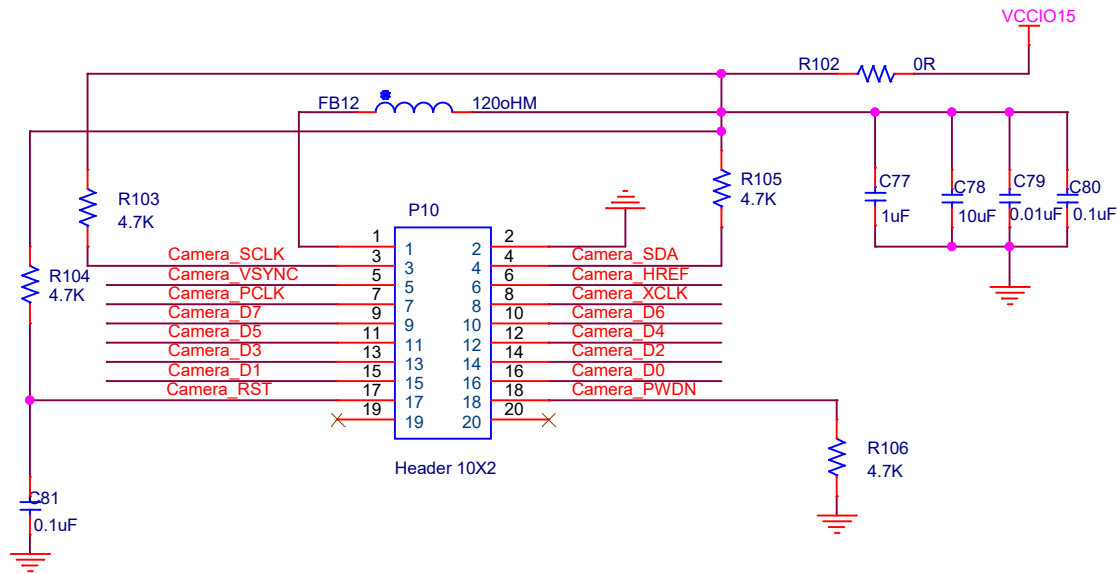 VCCIO15
R102 0R
FB12 120oHM
R103
4.7K
R105
4.7K
C77
1uF
C78
10uF
C79
0.01uF
C80
0.1uF
P10
1 1 2 2
Camera_SCLK 3 3 4 4 Camera_SDA
Camera_VSYNC 5 5 6 6 Camera_HREF
Camera_PCLK 7 7 8 8 Camera_XCLK
Camera_D7 9 9 10 10 Camera_D6
Camera_D5 11 11 12 12 Camera_D4
Camera_D3 13 13 14 14 Camera_D2
Camera_D1 15 15 16 16 Camera_D0
Camera_RST 17 17 18 18 Camera_PWDN
19 19 20 20
R104
4.7K
Header 10X2
R106
4.7K
C81
0.1uF